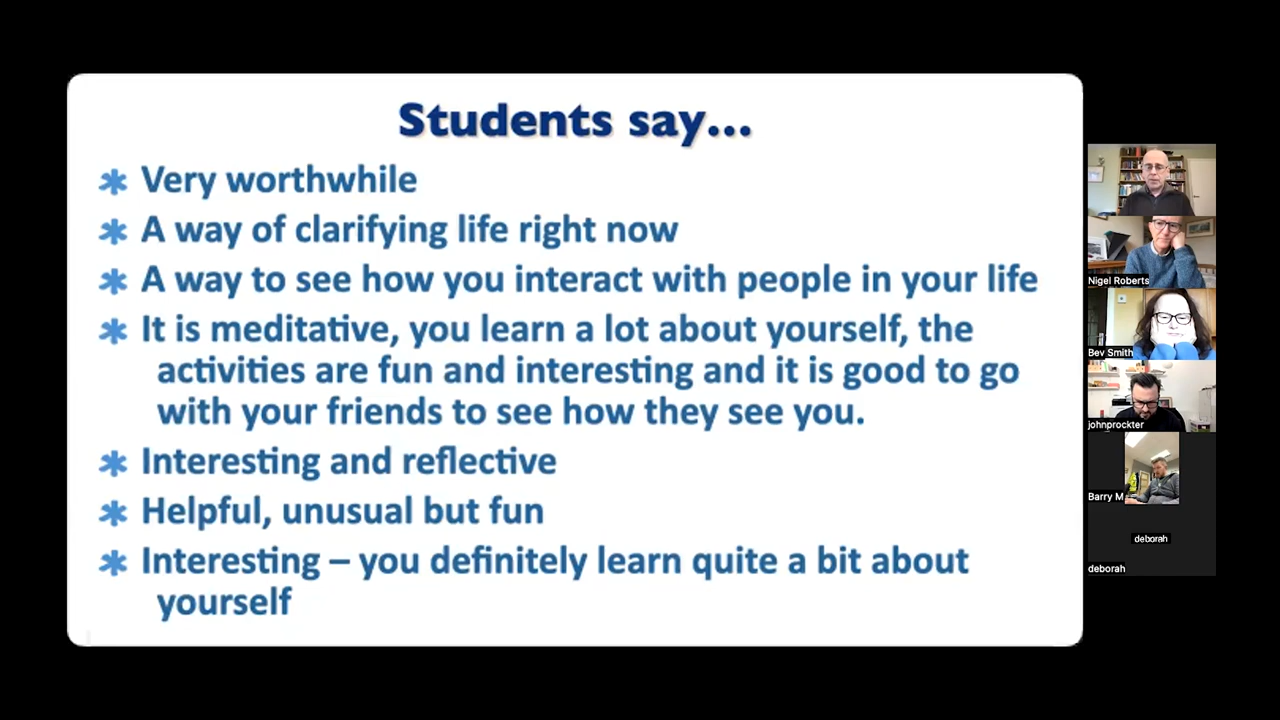 Students say...
* Very worthwhile
* A way of clarifying life right now
* A way to see how you interact with people in your life
* It is meditative, you learn a lot about yourself, the
activities are fun and interesting and it is good to go
with your friends to see how they see you.
* Interesting and reflective
* Helpful, unusual but fun
* Interesting – you definitely learn quite a bit about
yourself
Nigel Roberts
Bev Smith
johnprockter
Barry M
deborah
deborah